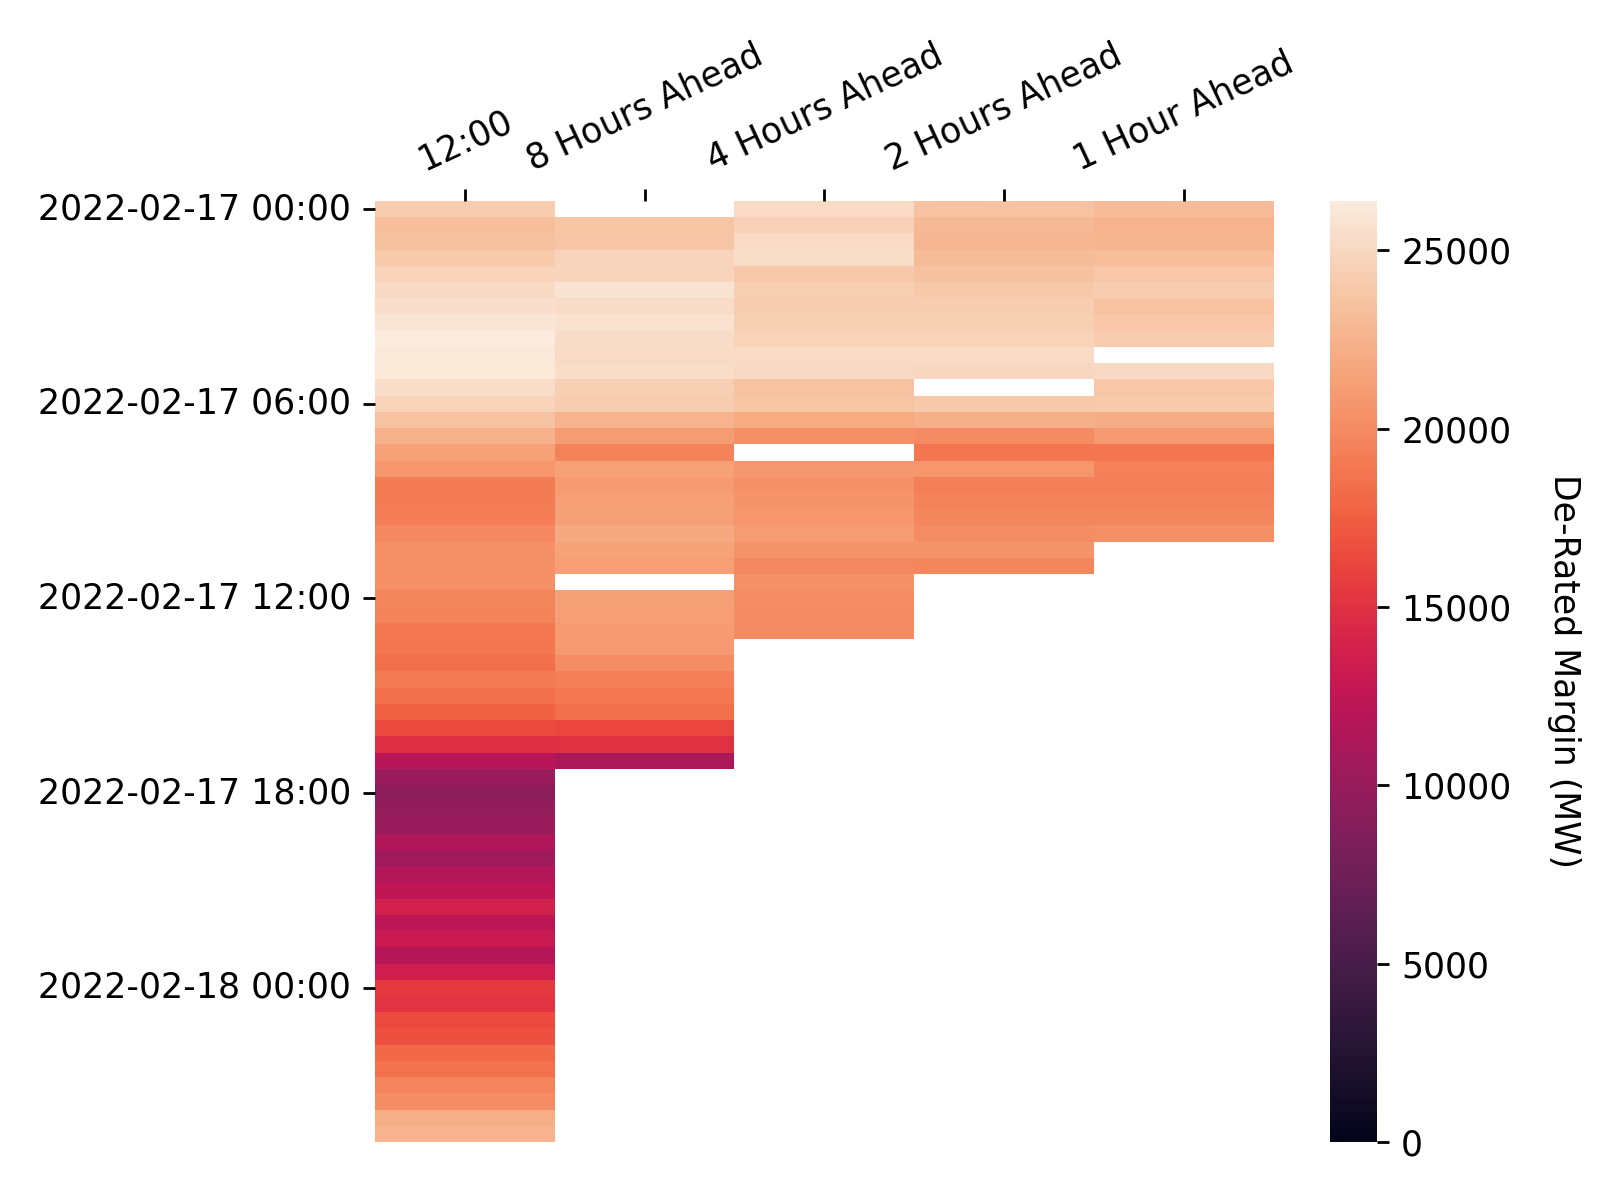 12:00
8 Hours Ahead
4 Hours Ahead
2 Hours Ahead
1 Hour Ahead
2022-02-17 00:00
2022-02-17 06:00
2022-02-17 12:00
2022-02-17 18:00
2022-02-18 00:00
25000
20000
15000
10000
5000
0
De-Rated Margin (MW)